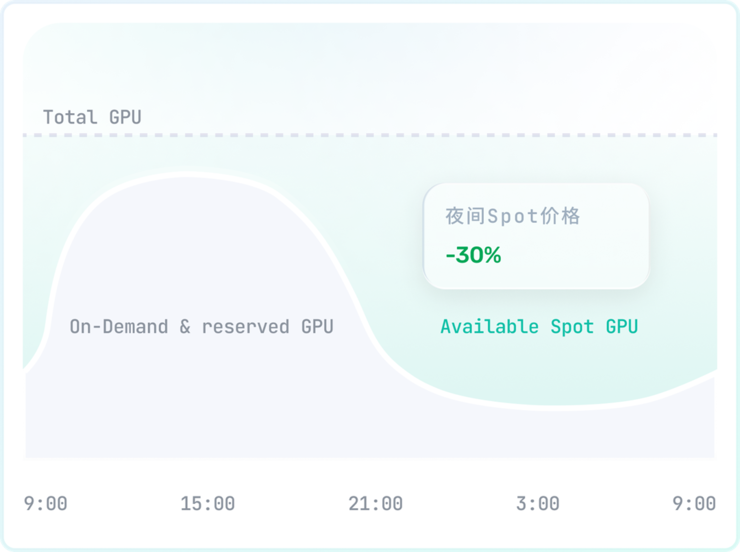 Total GPU
夜间Spot价格
-30%
On-Demand & reserved GPU
Available Spot GPU
9:00
15:00
21:00
3:00
9:00